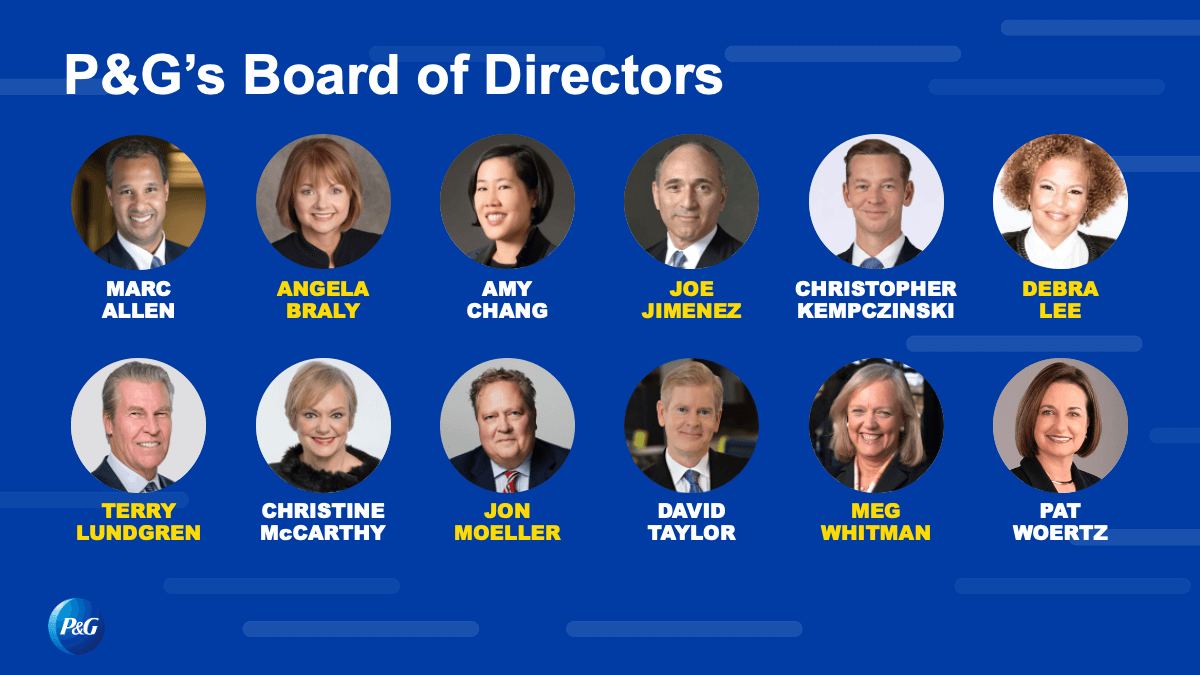 P&G’s Board of Directors
MARC
ALLEN
ANGELA
BRALY
AMY
CHANG
JOE
JIMENEZ
CHRISTOPHER
KEMPCZINSKI
DEBRA
LEE
TERRY
LUNDGREN
CHRISTINE
McCARTHY
JON
MOELLER
DAVID
TAYLOR
MEG
WHITMAN
PAT
WOERTZ
P&G